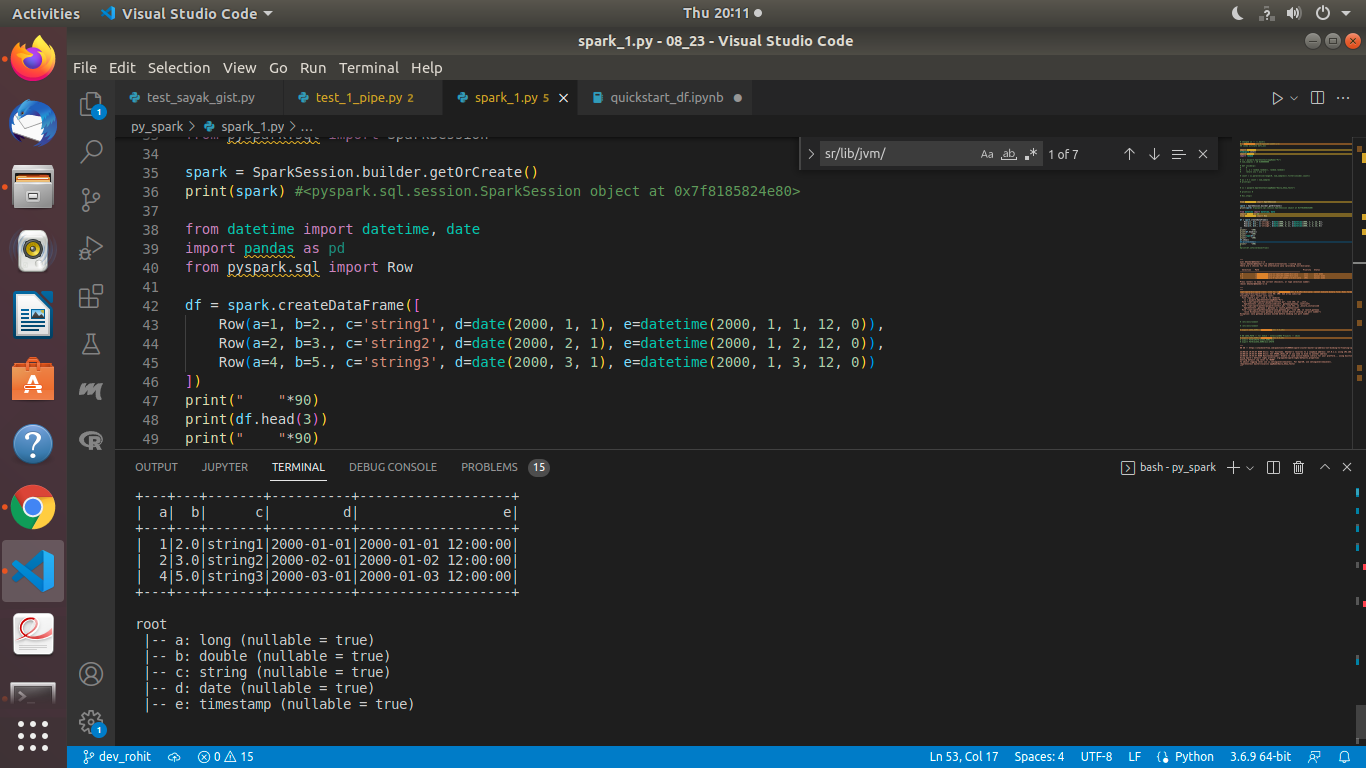 Activities
Visual Studio Code
Thu 20:11
spark_1.py - 08_23 - Visual Studio Code
File Edit Selection View Go Run Terminal Help
test_sayak_gist.py
test_1_pipe.py 2
spark_1.py 5
quickstart_df.ipynb
py_spark > spark_1.py > ...
33 from pyspark.sql import SparkSession
sr/lib/jvm/
Aa ab .* 1 of 7
34
35 spark = SparkSession.builder.getOrCreate()
36 print(spark) #<pyspark.sql.session.SparkSession object at 0x7f8185824e80>
37
38 from datetime import datetime, date
39 import pandas as pd
40 from pyspark.sql import Row
41
42 df = spark.createDataFrame([
43     Row(a=1, b=2., c='string1', d=date(2000, 1, 1), e=datetime(2000, 1, 1, 12, 0)),
44     Row(a=2, b=3., c='string2', d=date(2000, 2, 1), e=datetime(2000, 1, 2, 12, 0)),
45     Row(a=4, b=5., c='string3', d=date(2000, 3, 1), e=datetime(2000, 1, 3, 12, 0))
46 ])
47 print("    "*90)
48 print(df.head(3))
49 print("    "*90)
OUTPUT JUPYTER TERMINAL DEBUG CONSOLE PROBLEMS 15
bash - py_spark
+---+---+-------+----------+-------------------+
|  a|  b|      c|         d|                  e|
+---+---+-------+----------+-------------------+
|  1|2.0|string1|2000-01-01|2000-01-01 12:00:00|
|  2|3.0|string2|2000-02-01|2000-01-02 12:00:00|
|  4|5.0|string3|2000-03-01|2000-01-03 12:00:00|
+---+---+-------+----------+-------------------+
root
 |-- a: long (nullable = true)
 |-- b: double (nullable = true)
 |-- c: string (nullable = true)
 |-- d: date (nullable = true)
 |-- e: timestamp (nullable = true)
1
1
dev_rohit
0
15
Ln 53, Col 17
Spaces: 4
UTF-8
LF
Python
3.6.9 64-bit